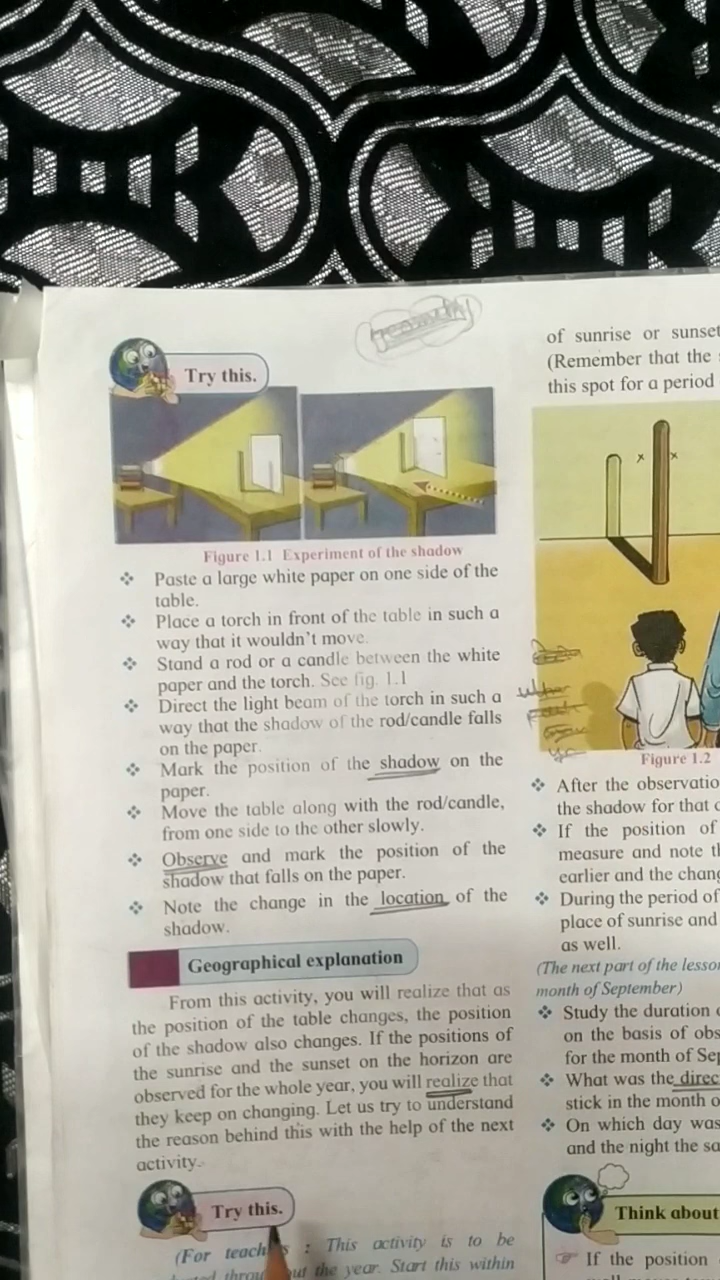 Try this.
Figure 1.1 Experiment of the shadow
❖ Paste a large white paper on one side of the
table.
❖ Place a torch in front of the table in such a
way that it wouldn't move.
❖ Stand a rod or a candle between the white
paper and the torch. See fig. 1.1
❖ Direct the light beam of the torch in such a
way that the shadow of the rod/candle falls
on the paper.
❖ Mark the position of the shadow on the
paper.
❖ Move the table along with the rod/candle,
from one side to the other slowly.
❖ Observe and mark the position of the
shadow that falls on the paper.
❖ Note the change in the location of the
shadow.
Geographical explanation
From this activity, you will realize that as
the position of the table changes, the position
of the shadow also changes. If the positions of
the sunrise and the sunset on the horizon are
observed for the whole year, you will realize that
they keep on changing. Let us try to understand
the reason behind this with the help of the next
activity.
Try this.
(For : This activity is to be
the year. Start this within
of sunrise or sunset
(Remember that the
this spot for a period
Figure 1.2
❖ After the
the shadow for that
❖ If the position of
measure and note
earlier and the
❖ During the period of
place of sunrise and
as well.
(The next part of the
month of September)
❖ Study the duration
on the basis of
for the month of
❖ What was the
stick in the month
❖ On which day was
and the night the
Think about
☞ If the position